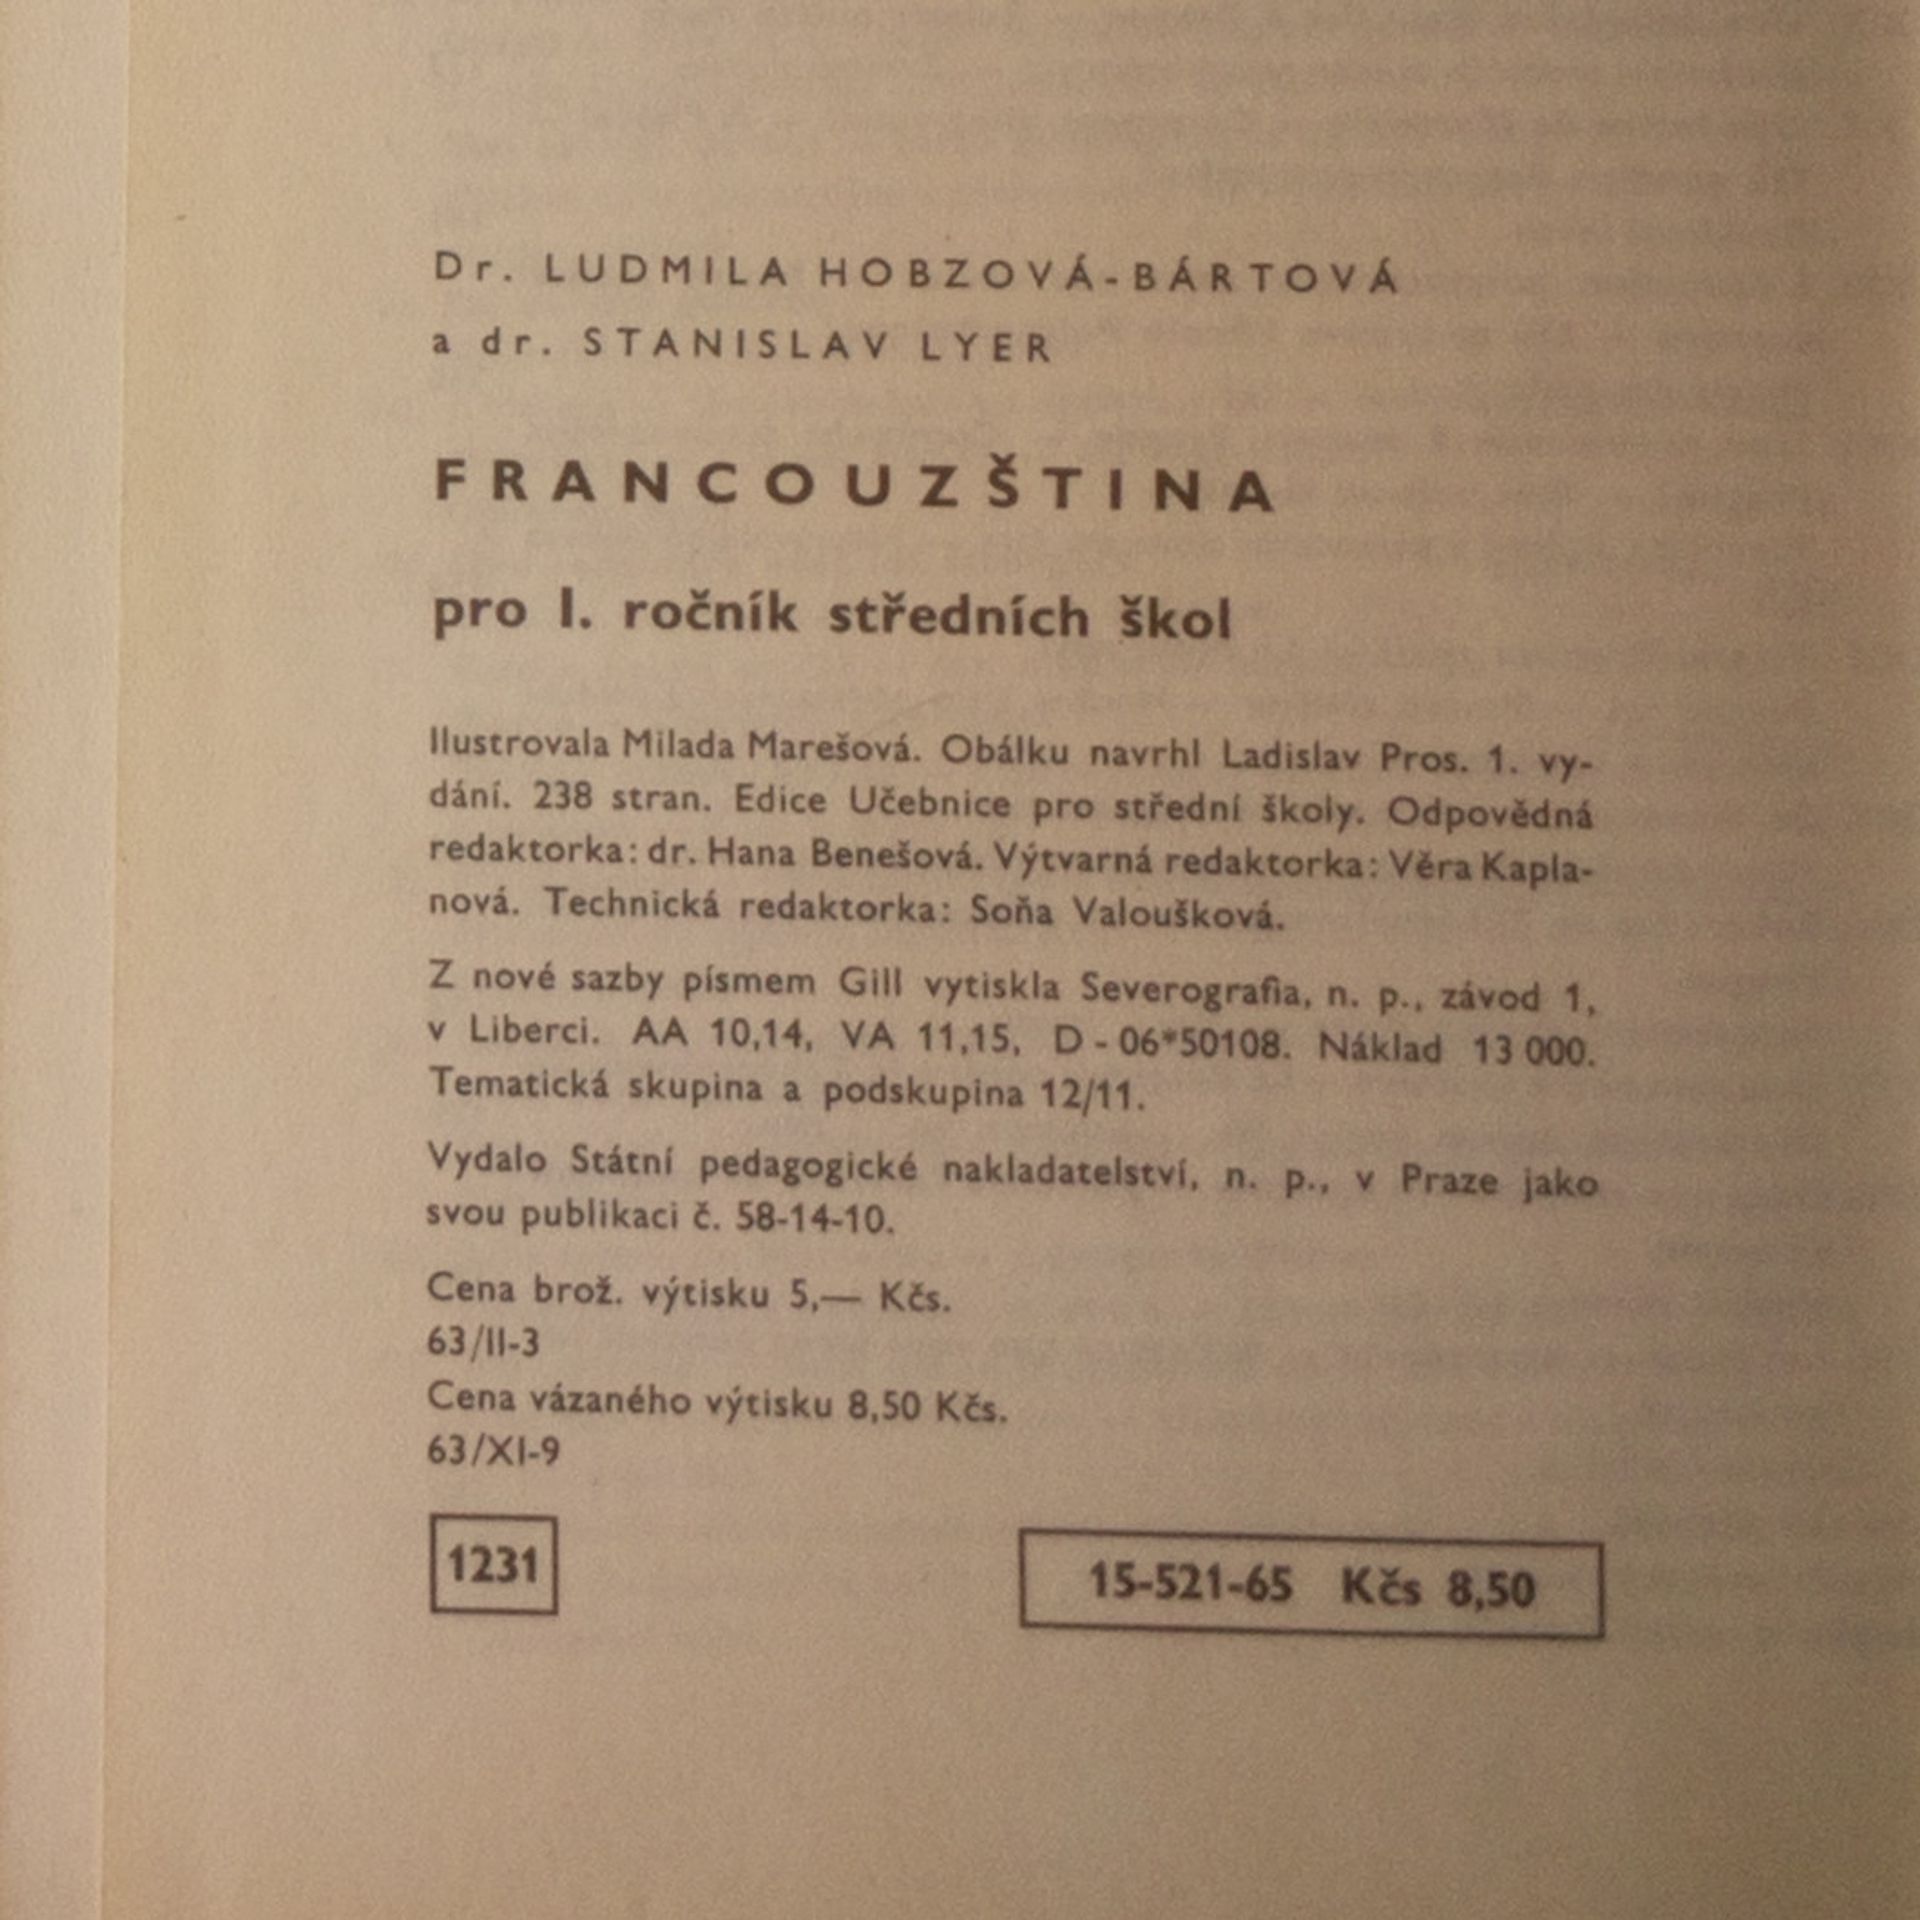 Dr. LUDMILA HOBZOVÁ-BÁRTOVÁ
a dr. STANISLAV LYER
FRANCOUZŠTINA
pro I. ročník středních škol
Ilustrovala Milada Marešová. Obálku navrhl Ladislav Pros. 1. vy-
dání. 238 stran. Edice Učebnice pro střední školy. Odpovědná
redaktorka: dr. Hana Benešová. Výtvarná redaktorka: Věra Kapla-
nová. Technická redaktorka: Soňa Valoušková.
Z nové sazby písmem Gill vytiskla Severografia, n. p., závod 1,
v Liberci. AA 10,14, VA 11,15, D - 06*50108. Náklad 13 000.
Tematická skupina a podskupina 12/11.
Vydalo Státní pedagogické nakladatelství, n. p., v Praze jako
svou publikaci č. 58-14-10.
Cena brož. výtisku 5,— Kčs.
63/II-3
Cena vázaného výtisku 8,50 Kčs.
63/XI-9
1231
15-521-65 Kčs 8,50